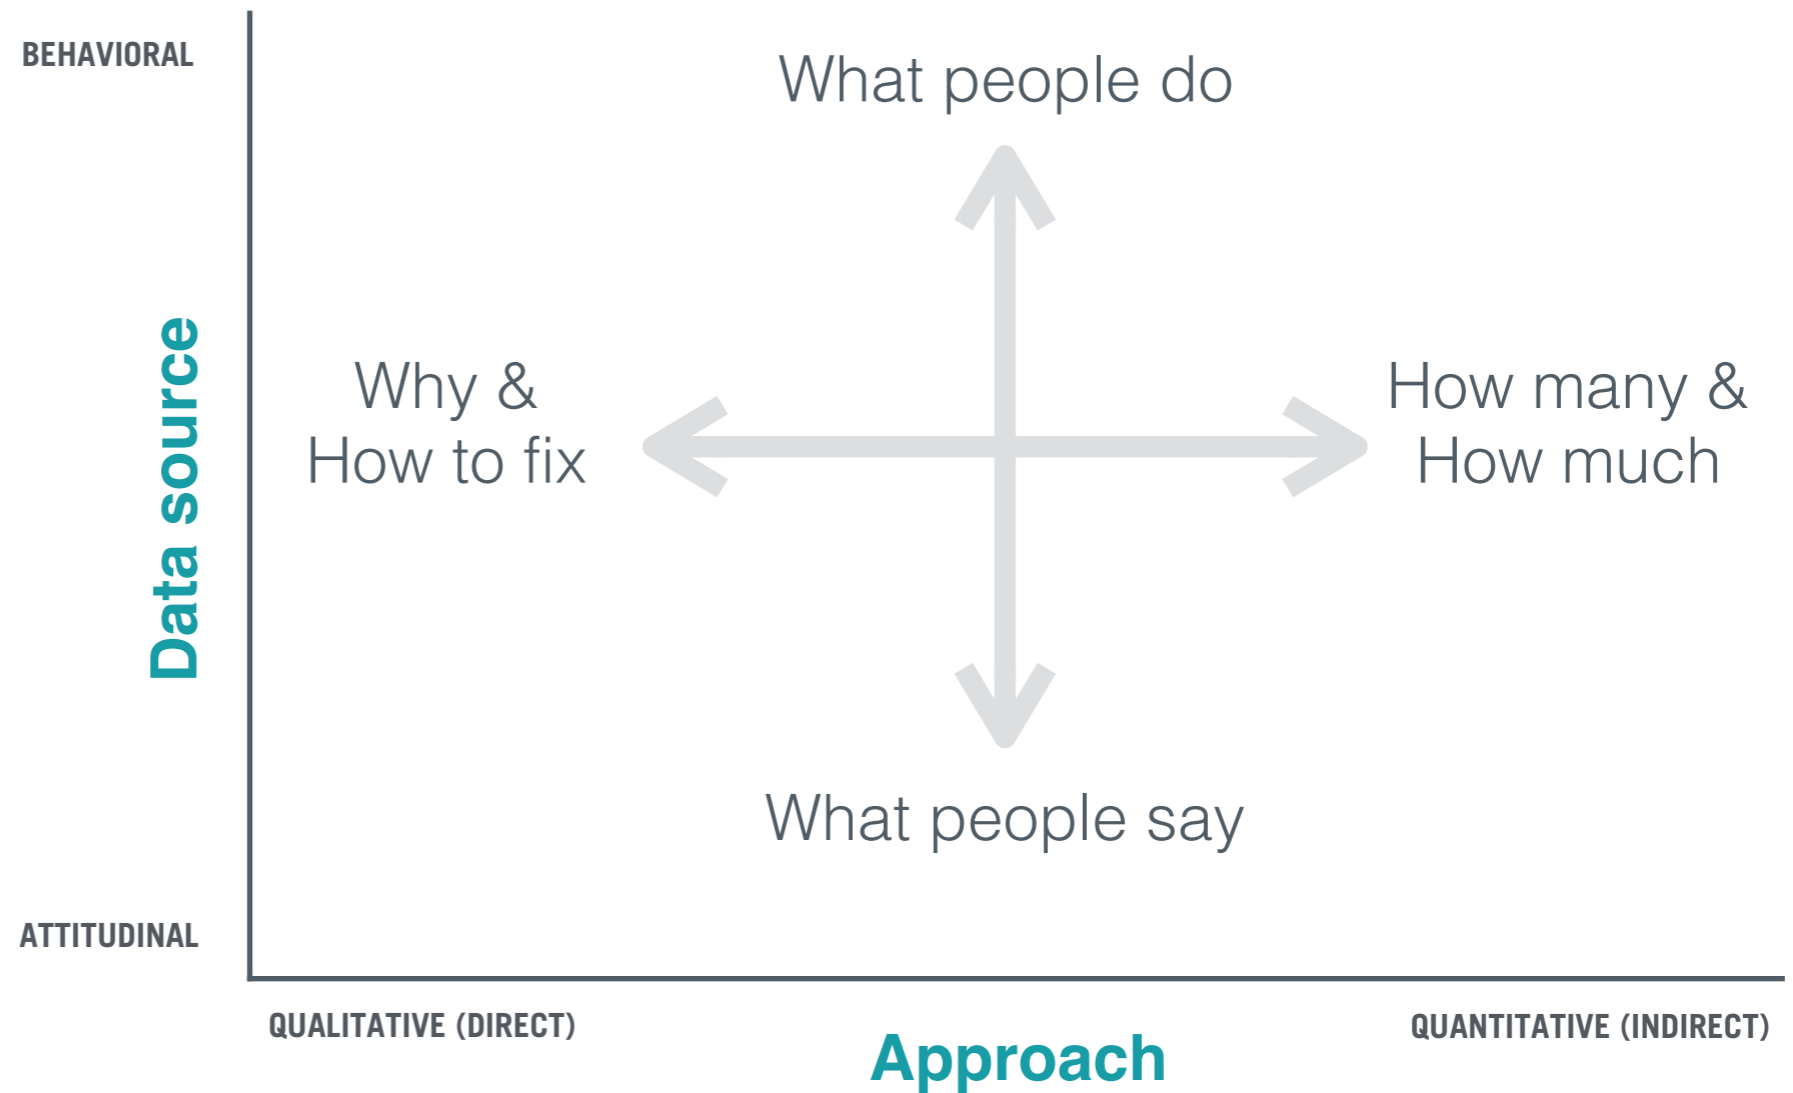 BEHAVIORAL
What people do
Data source
Why &
How to fix
How many &
How much
What people say
ATTITUDINAL
QUALITATIVE (DIRECT)
QUANTITATIVE (INDIRECT)
Approach